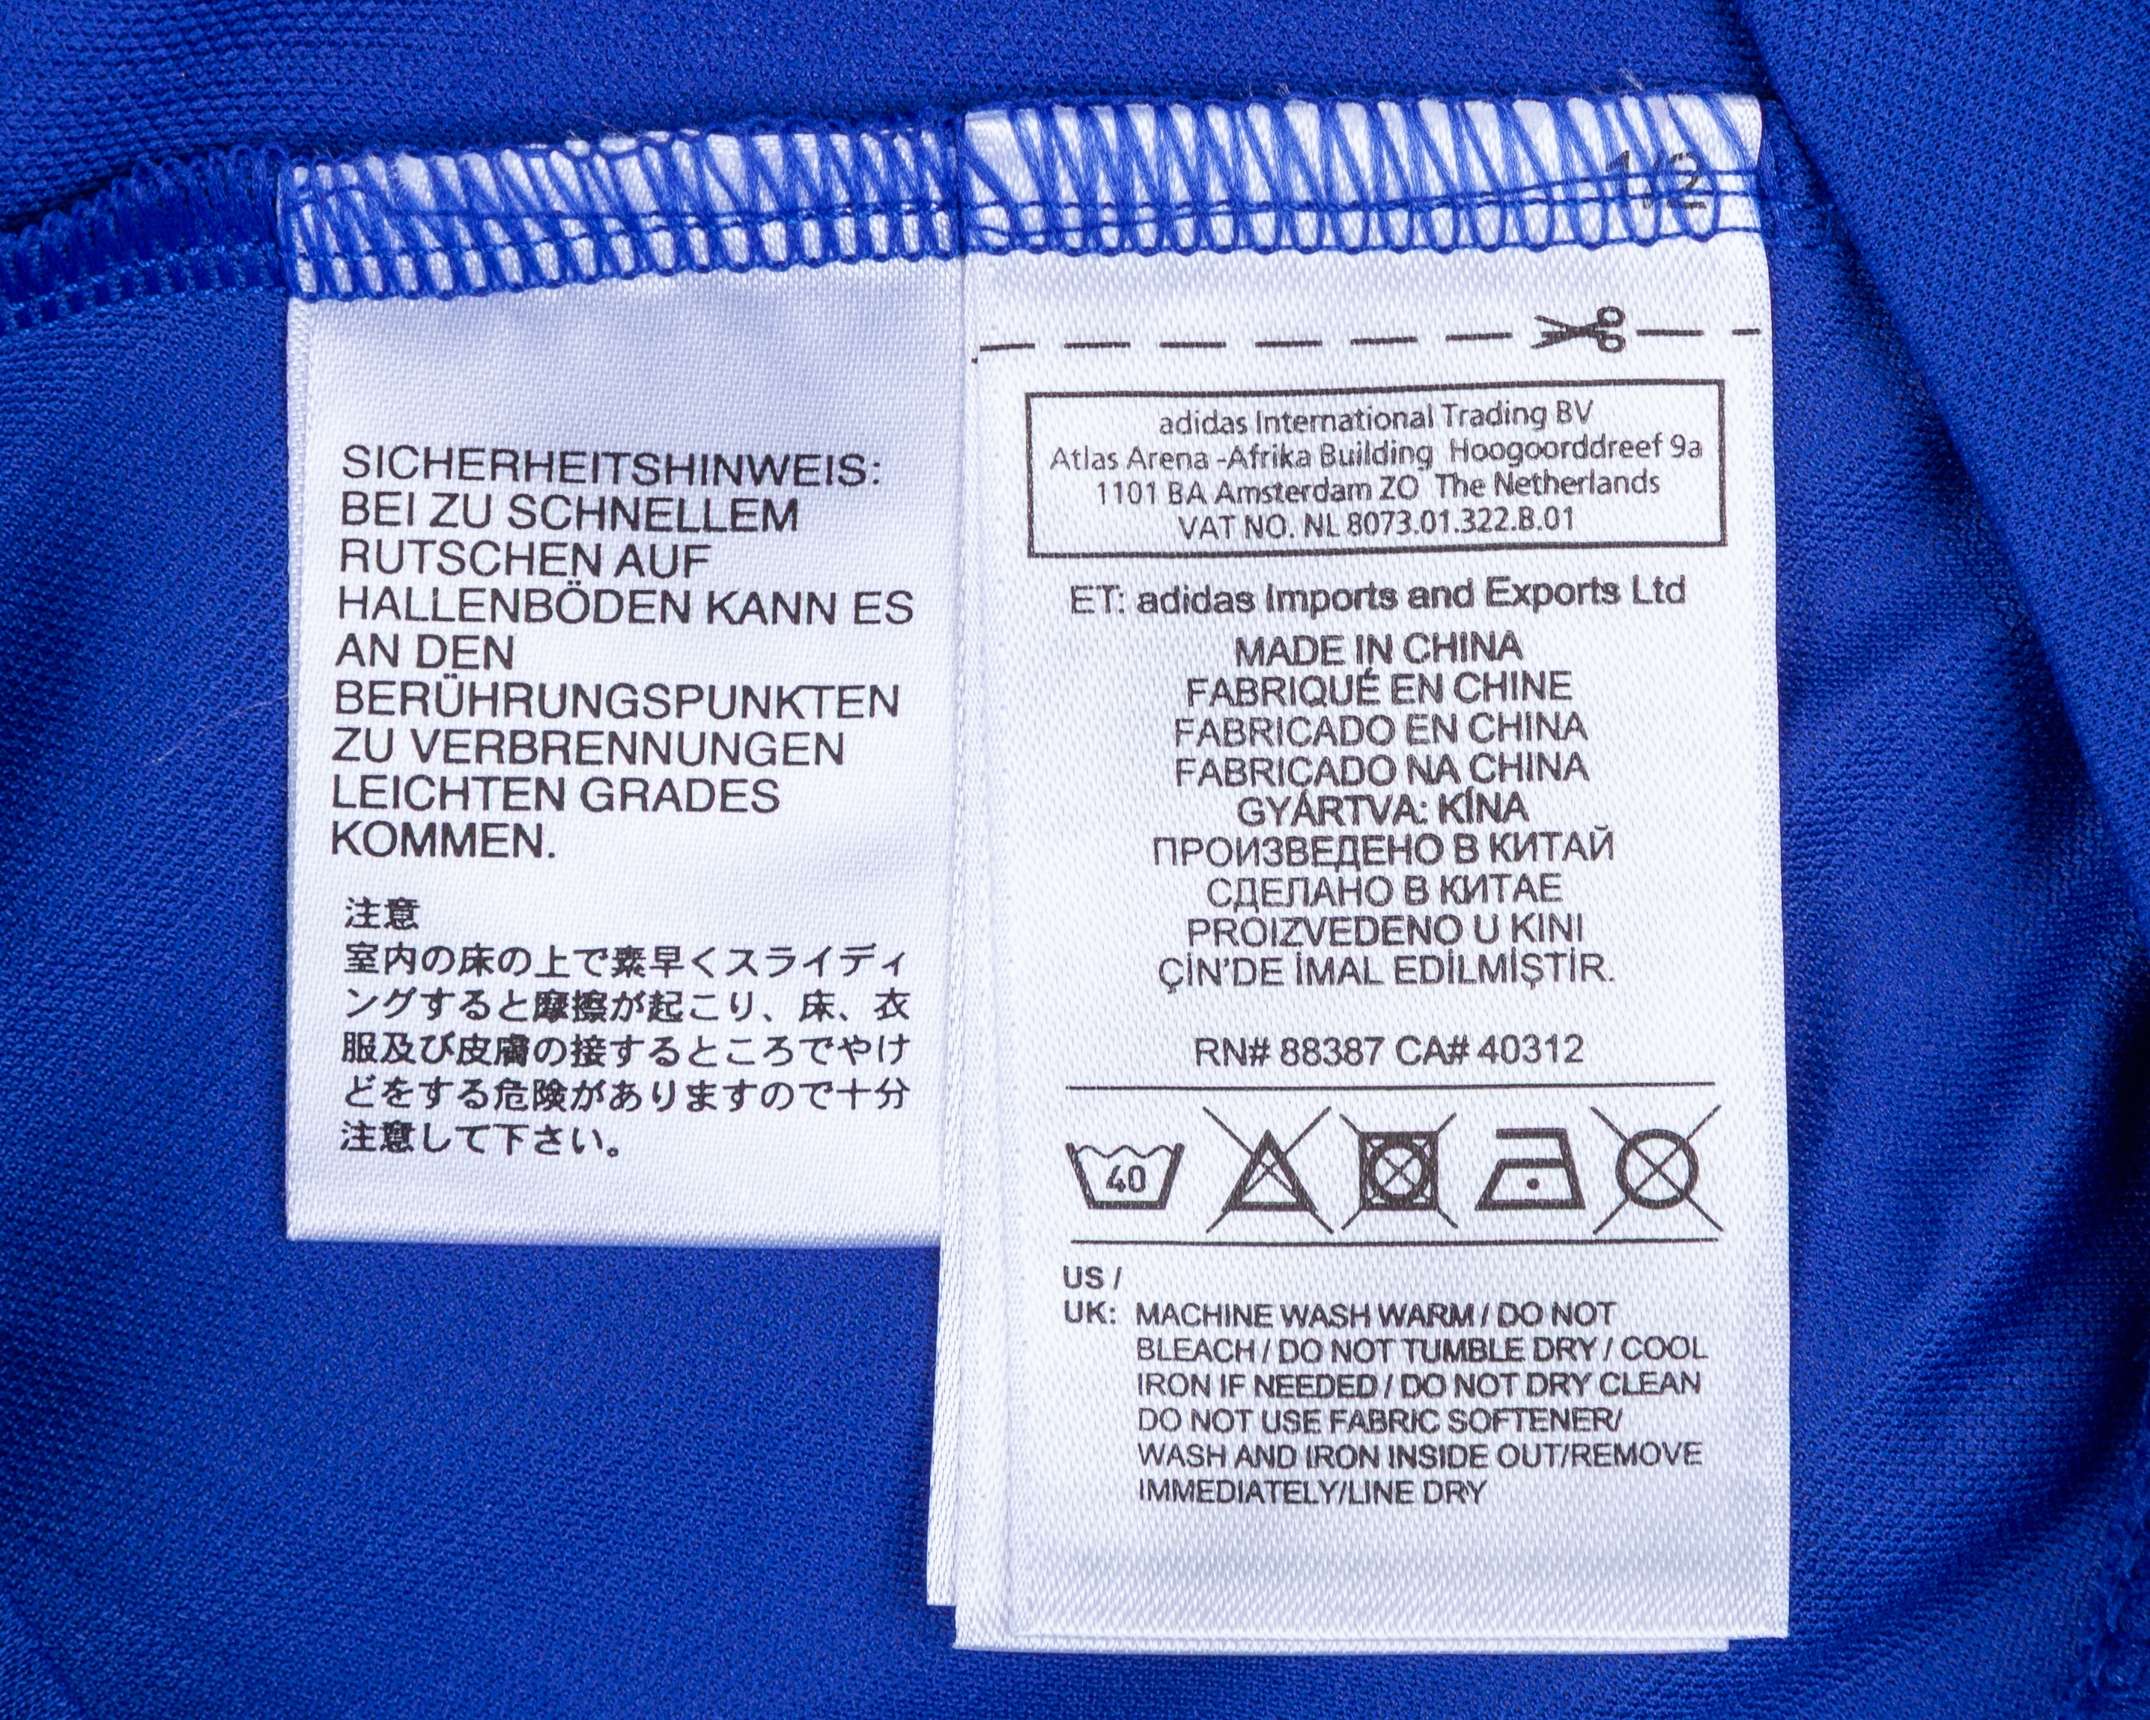 SICHERHEITSHINWEIS:
BEI ZU SCHNELLEM
RUTSCHEN AUF
HALLENBÖDEN KANN ES
AN DEN
BERÜHRUNGSPUNKTEN
ZU VERBRENNUNGEN
LEICHTEN GRADES
KOMMEN.
注意
室内の床の上で素早くスライディ
ングすると摩擦が起こり、床、衣
服及び皮膚の接するところでやけ
どをする危険がありますので十分
注意して下さい。
1/2
adidas International Trading BV
Atlas Arena -Afrika Building Hoogoorddreef 9a
1101 BA Amsterdam ZO The Netherlands
VAT NO. NL 8073.01.322.B.01
ET: adidas Imports and Exports Ltd
MADE IN CHINA
FABRIQUÉ EN CHINE
FABRICADO EN CHINA
FABRICADO NA CHINA
GYÁRTVA: KÍNA
ПРОИЗВЕДЕНО В КИТАЙ
СДЕЛАНО В КИТАЕ
PROIZVEDENO U KINI
ÇİN'DE İMAL EDİLMİŞTİR.
RN# 88387 CA# 40312
40
US /
UK: MACHINE WASH WARM / DO NOT
BLEACH / DO NOT TUMBLE DRY / COOL
IRON IF NEEDED / DO NOT DRY CLEAN
DO NOT USE FABRIC SOFTENER/
WASH AND IRON INSIDE OUT/REMOVE
IMMEDIATELY/LINE DRY